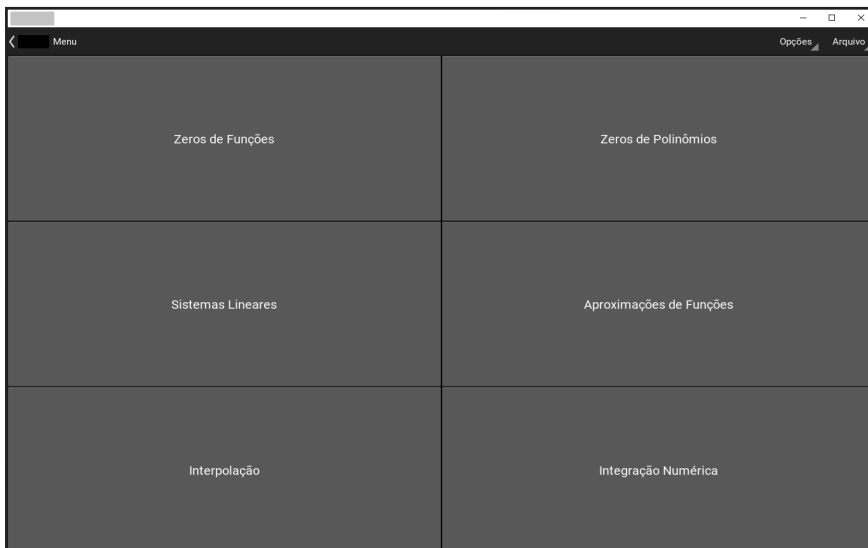 Menu Opções Arquivo
Zeros de Funções Zeros de Polinômios
Sistemas Lineares Aproximações de Funções
Interpolação Integração Numérica